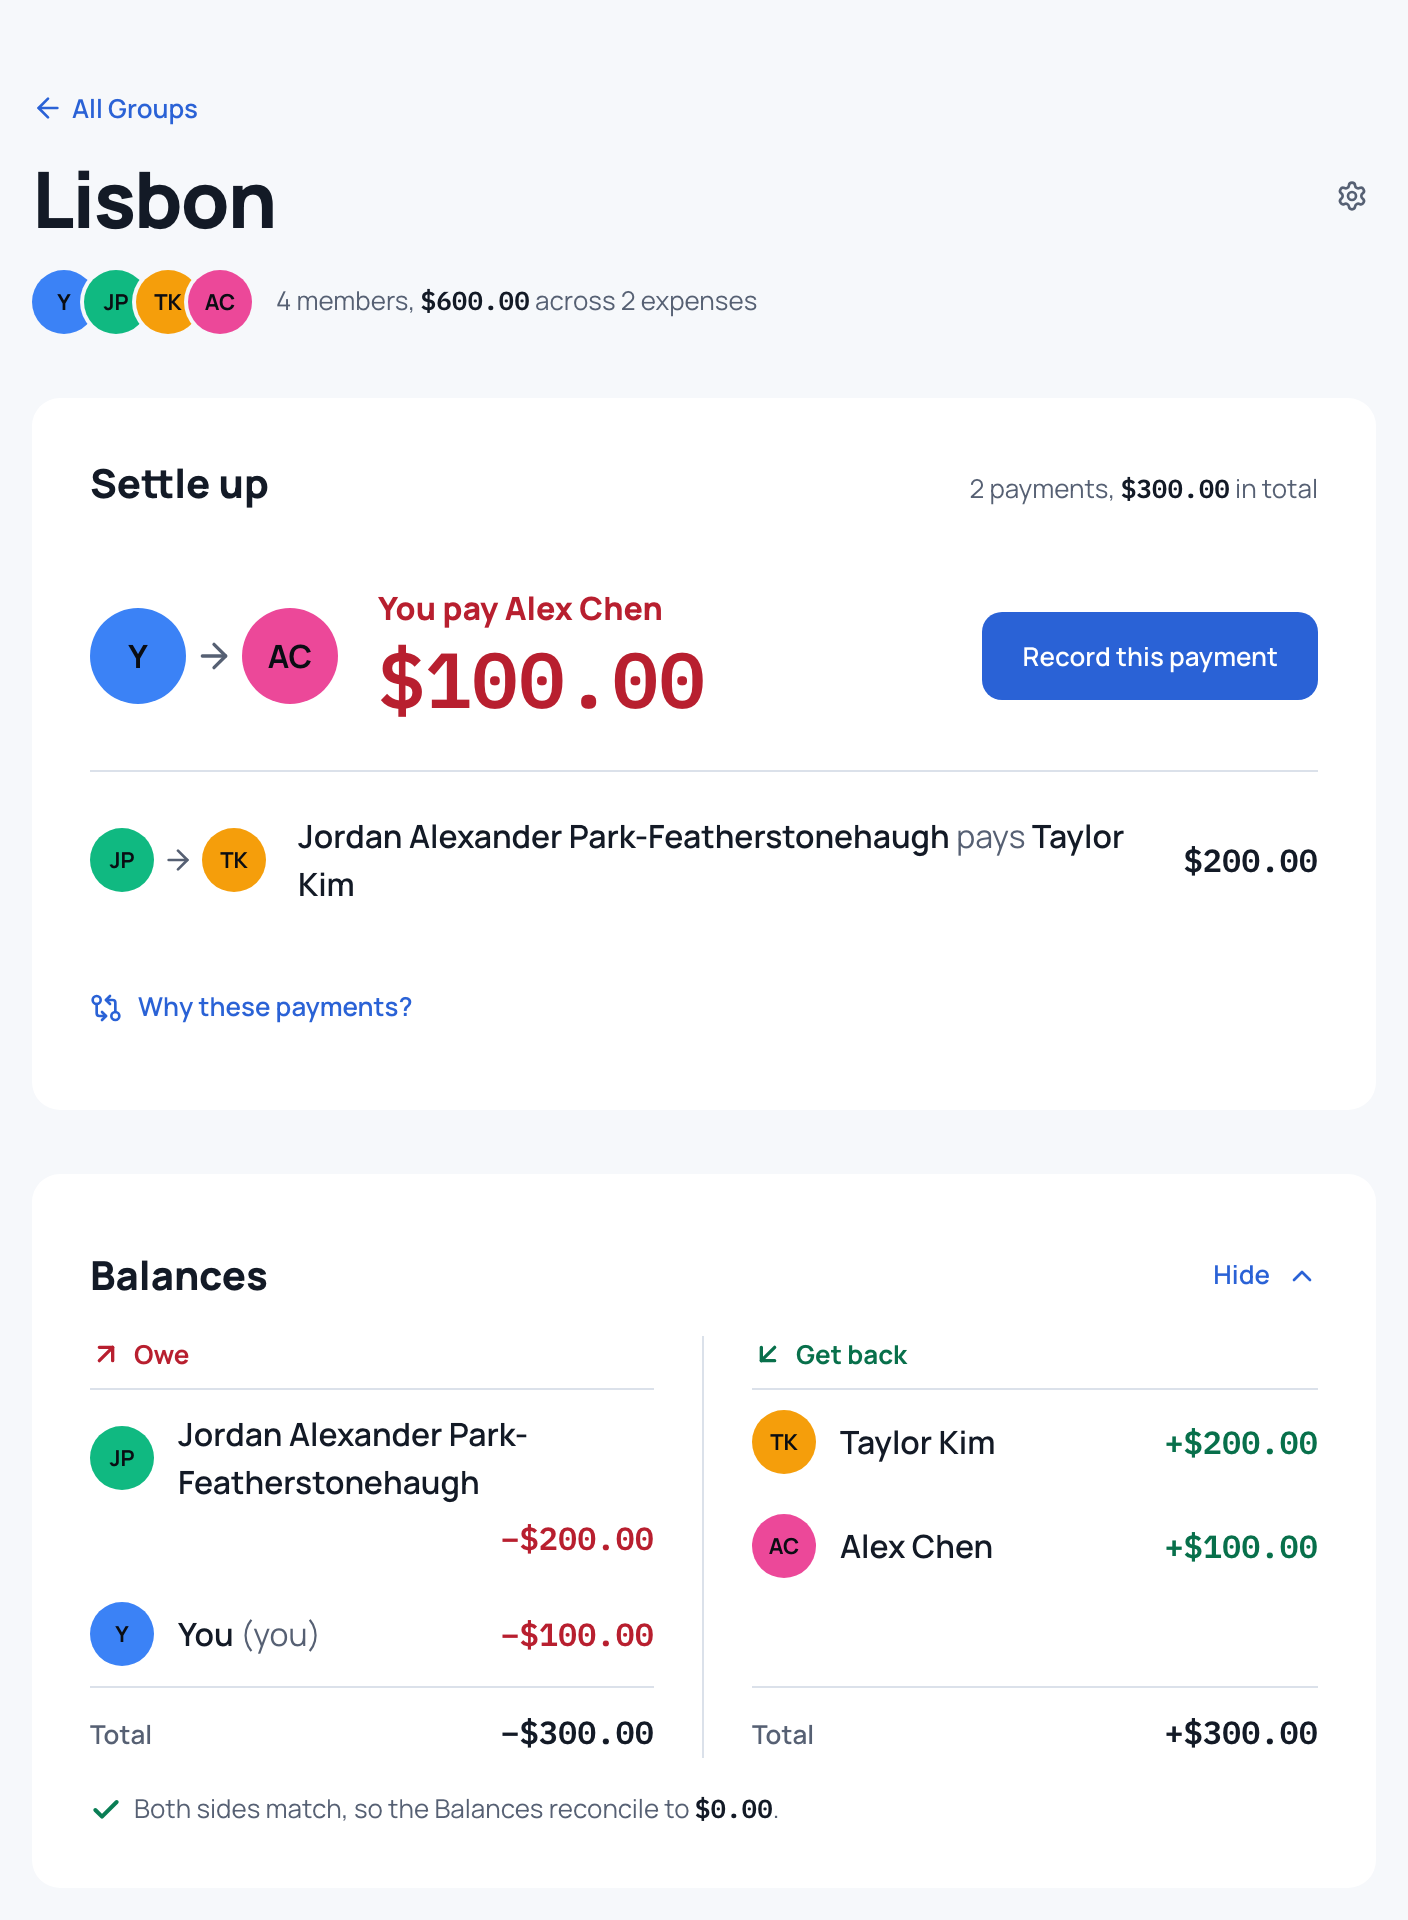 All Groups
Lisbon
Y JP TK AC 4 members, $600.00 across 2 expenses
Settle up
2 payments, $300.00 in total
Y AC
You pay Alex Chen
$100.00
Record this payment
JP TK
Jordan Alexander Park-Featherstonehaugh pays Taylor
Kim
$200.00
Why these payments?
Balances
Hide
Owe
JP
Jordan Alexander Park-
Featherstonehaugh
–$200.00
Y You (you) –$100.00
Total –$300.00
Get back
TK Taylor Kim +$200.00
AC Alex Chen +$100.00
Total +$300.00
Both sides match, so the Balances reconcile to $0.00.